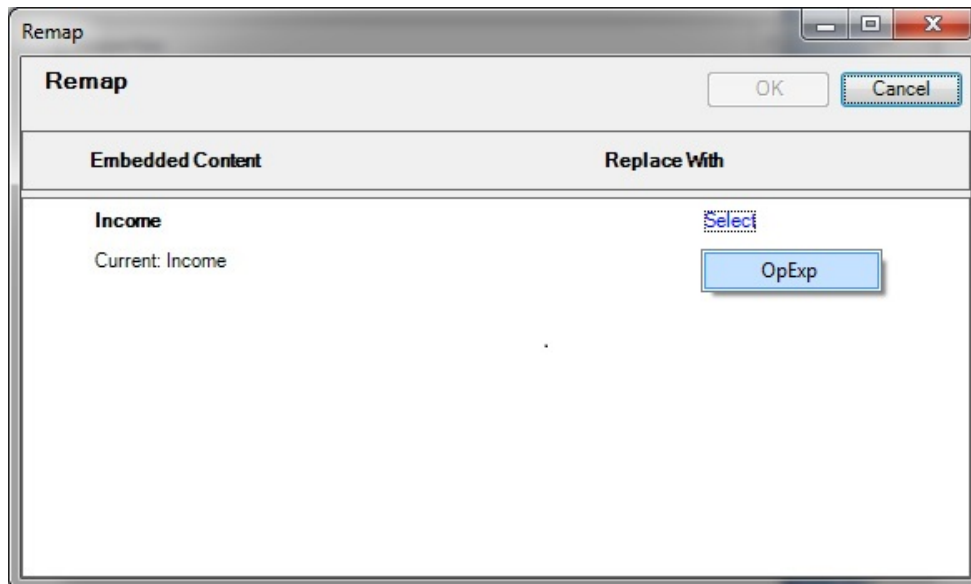 Remap
Remap
OK Cancel
Embedded Content Replace With
Income Select
Current: Income
OpExp